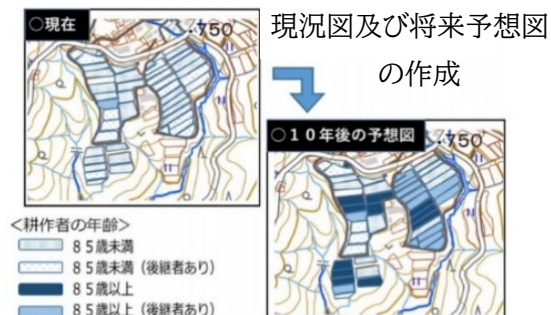 ○現在
・750
現況図及び将来予想図
の作成
○１０年後の予想図
750
＜耕作者の年齢＞
８５歳未満
８５歳未満（後継者あり）
８５歳以上
８５歳以上（後継者あり）